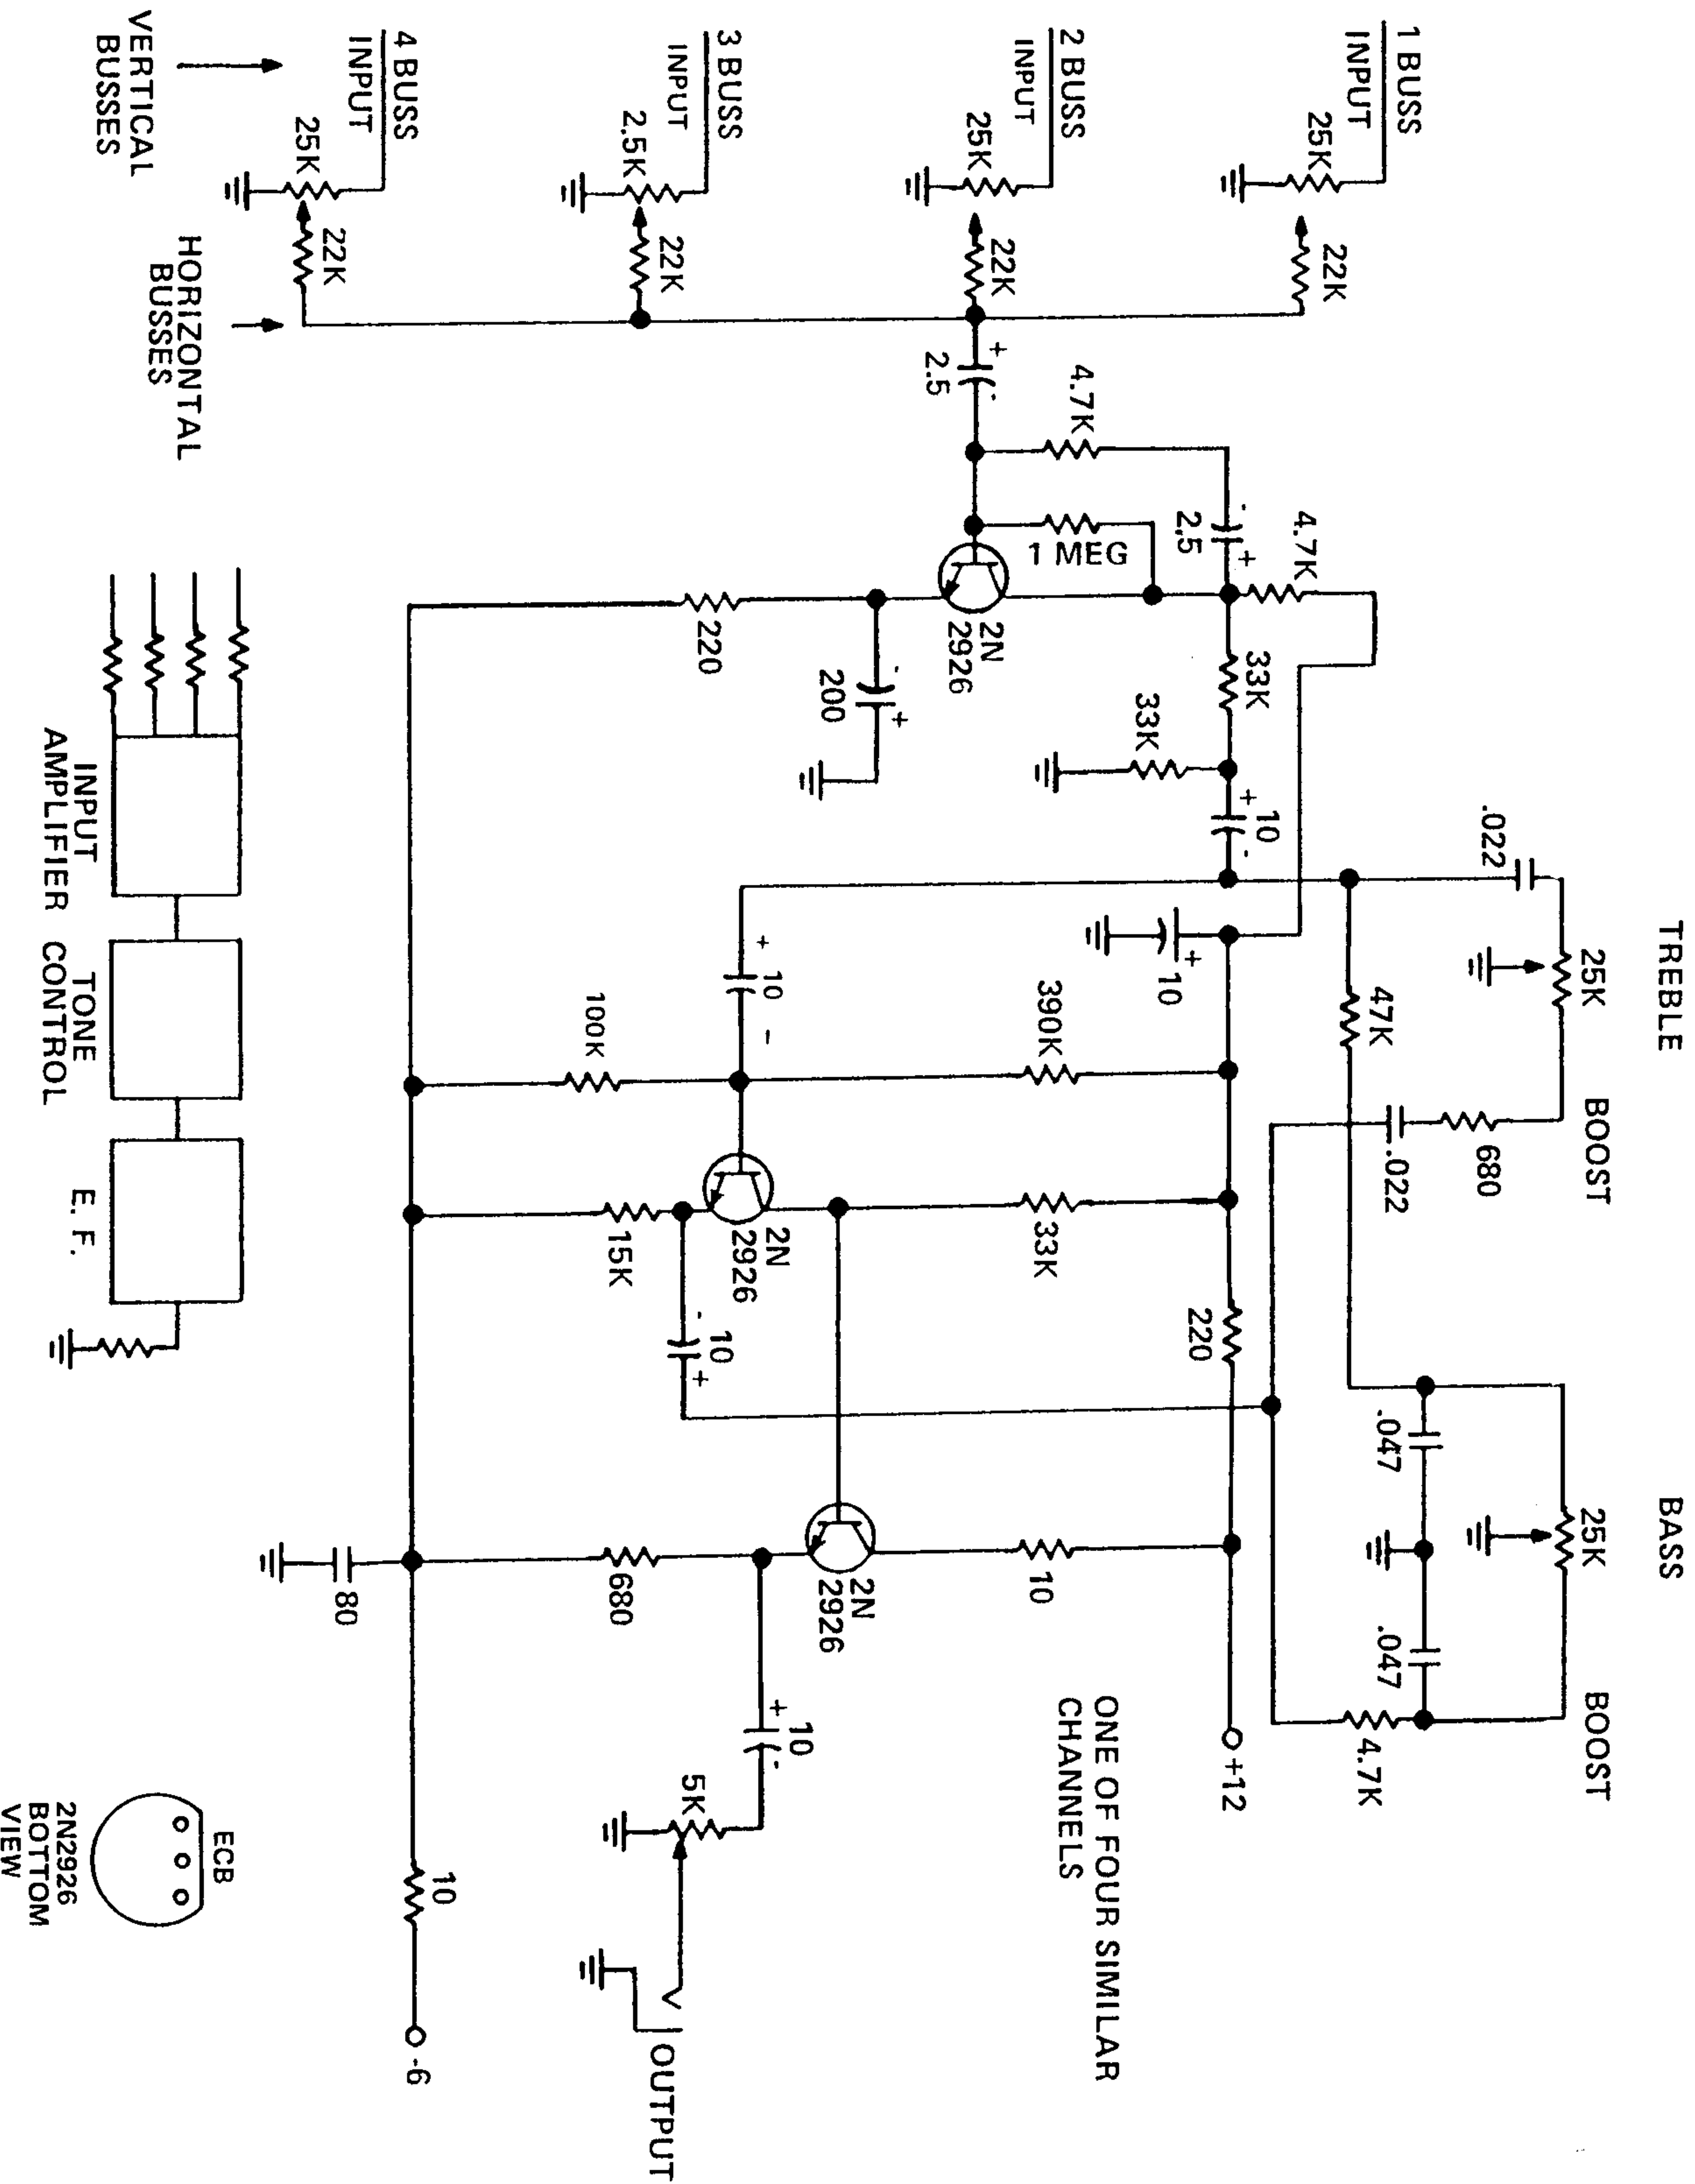 TREBLE
BASS
25K
BOOST
25K
BOOST
.022
680
.022
47K
.047
.047
4.7K
1 BUSS
INPUT
25K
22K
4.7K
33K
10
2.5
33K
10
390K
33K
220
+12
4.7K
1 MEG
ONE OF FOUR SIMILAR
CHANNELS
2 BUSS
INPUT
25K
22K
+
2.5
-
-
+
2N
2926
+
-
+
200
-
+
220
+ 10 -
100K
2N
2926
15K
- 10 +
2N
2926
10
680
+ 10 -
5K
OUTPUT
3 BUSS
INPUT
2.5K
22K
4 BUSS
INPUT
25K
22K
80
10
-6
VERTICAL
BUSSES
HORIZONTAL
BUSSES
INPUT
AMPLIFIER
TONE
CONTROL
E. F.
ECB
2N2926
BOTTOM
VIEW